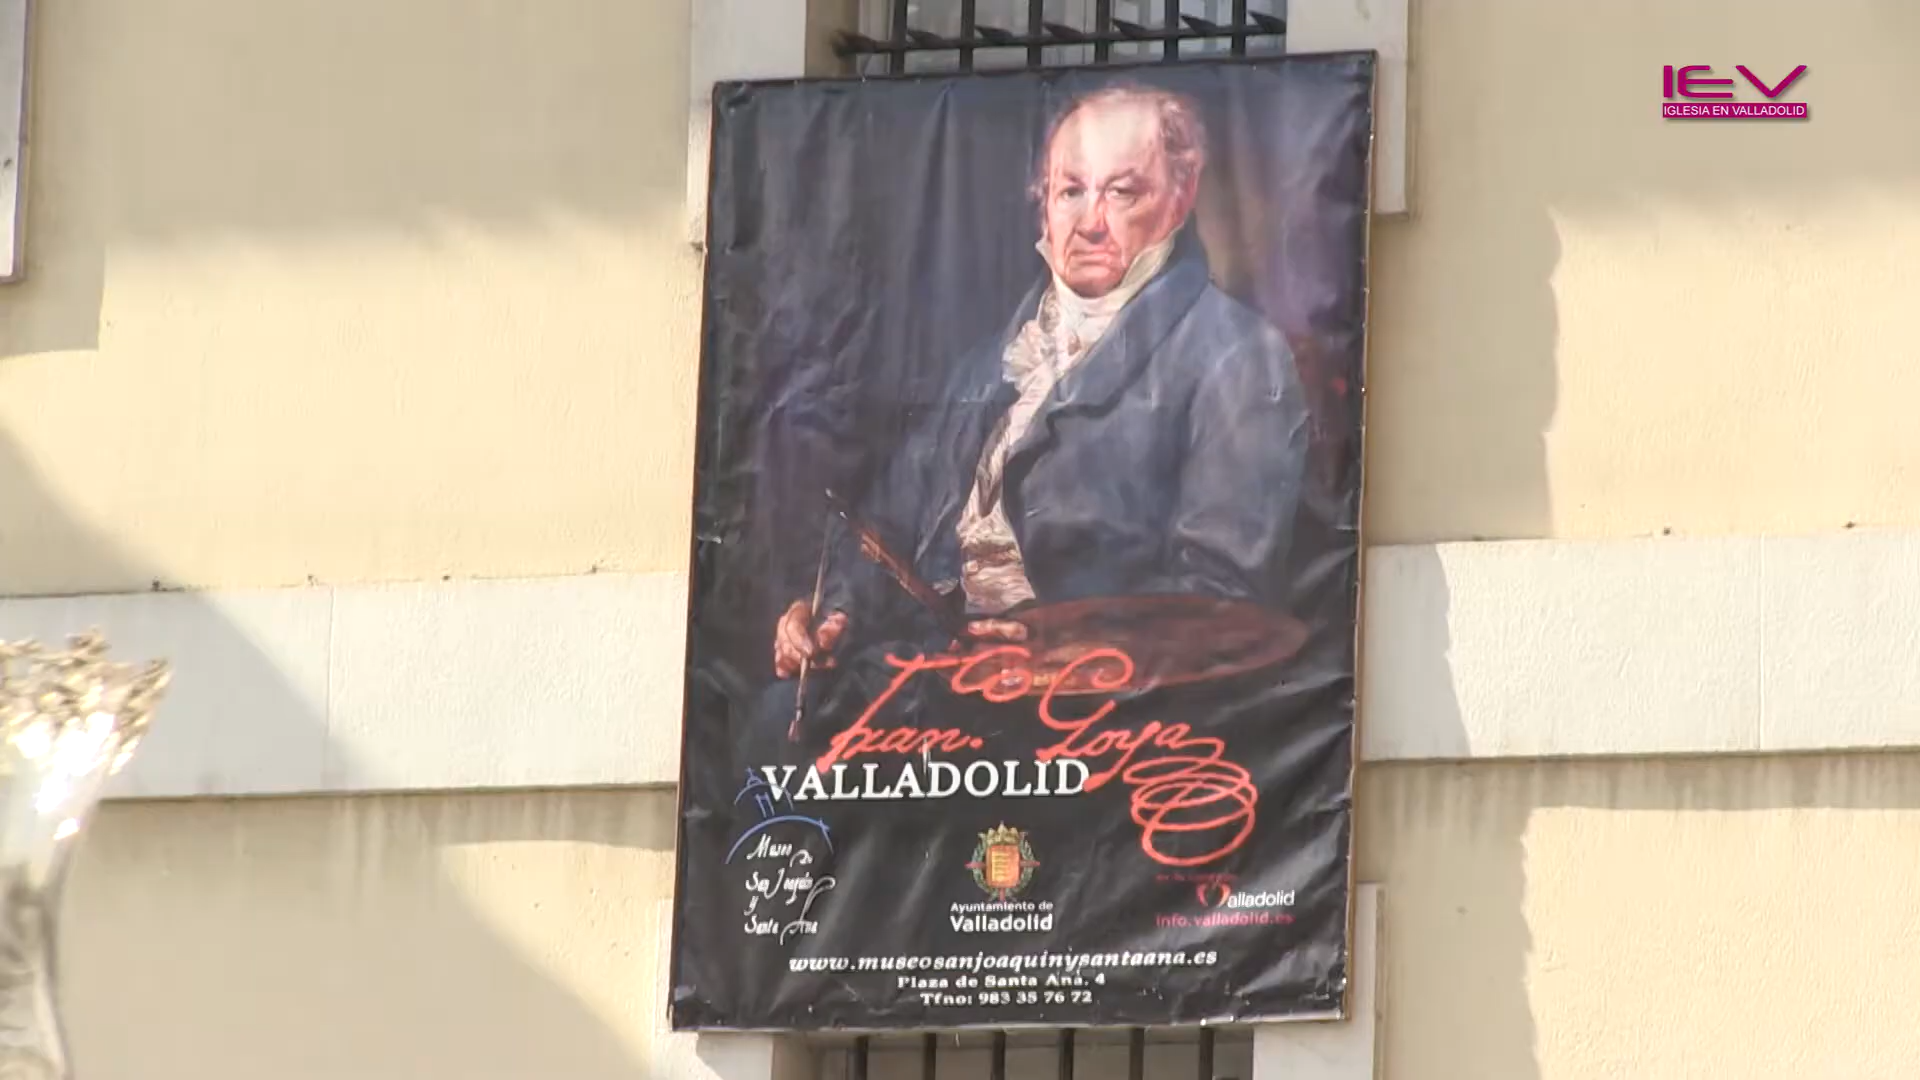 IEV
IGLESIA EN VALLADOLID
Fran.co Goya
VALLADOLID
Museo
de
San Joaquín
y
Santa Ana
Ayuntamiento de
Valladolid
Valladolid
info.valladolid.es
www.museosanjoaquinysantaana.es
Plaza de Santa Ana, 4
Tfno: 983 35 76 72